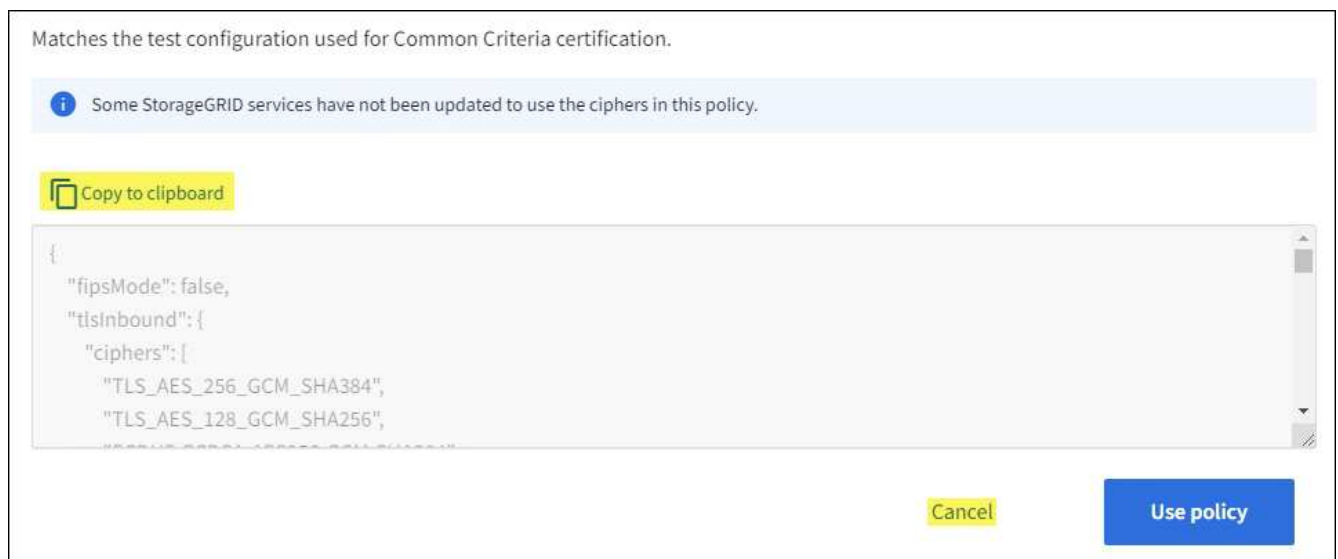 Matches the test configuration used for Common Criteria certification.
Some StorageGRID services have not been updated to use the ciphers in this policy.
Copy to clipboard
{
"fipsMode": false,
"tlsInbound": {
"ciphers": [
"TLS_AES_256_GCM_SHA384",
"TLS_AES_128_GCM_SHA256",
Cancel
Use policy